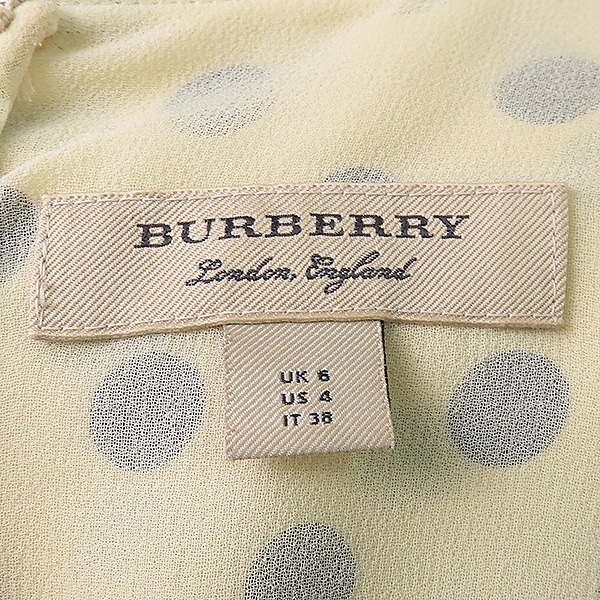 BURBERRY
London, England
UK 6
US 4
IT 38